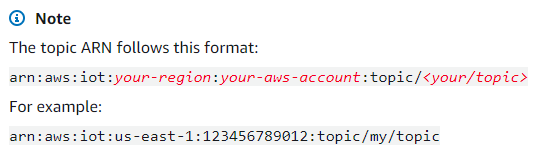 Note
The topic ARN follows this format:
arn:aws:iot:your-region:your-aws-account:topic/<your/topic>
For example:
arn:aws:iot:us-east-1:123456789012:topic/my/topic